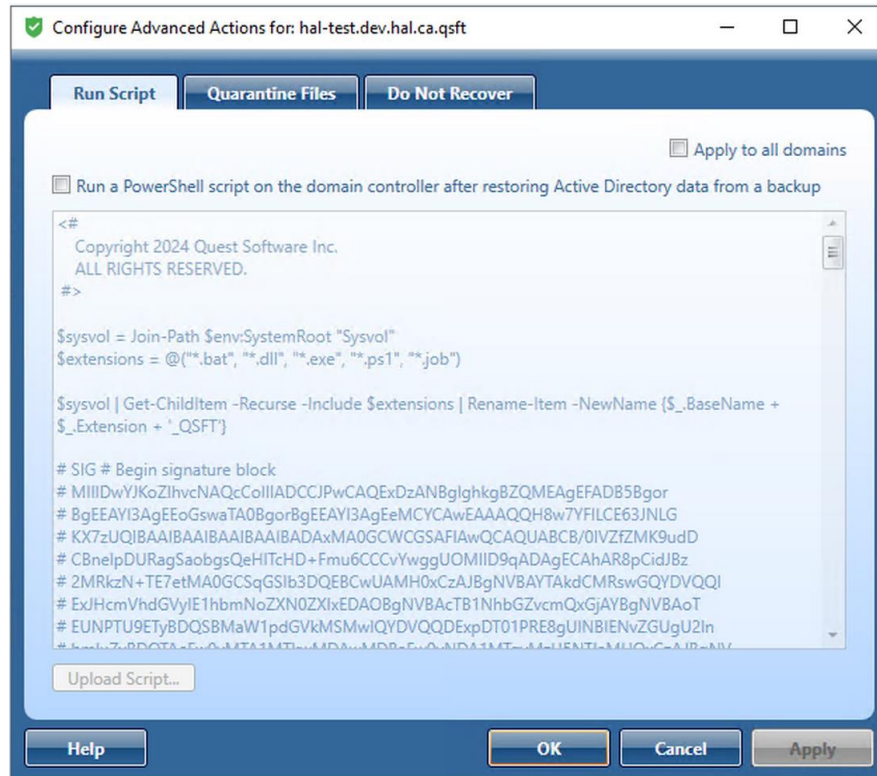 Configure Advanced Actions for: hal-test.dev.hal.ca.qsft
Run Script
Quarantine Files
Do Not Recover
Apply to all domains
Run a PowerShell script on the domain controller after restoring Active Directory data from a backup
<#
Copyright 2024 Quest Software Inc.
ALL RIGHTS RESERVED.
#>
$sysvol = Join-Path $env:SystemRoot "Sysvol"
$extensions = @("*.bat", "*.dll", "*.exe", "*.ps1", "*.job")
$sysvol | Get-ChildItem -Recurse -Include $extensions | Rename-Item -NewName {$_.BaseName +
$_.Extension + '_QSFT'}
# SIG # Begin signature block
# MIIIDwYJKoZIhvcNAQcCoIIIADCCJPwCAQExDzANBglghkgBZQMEAgEFADB5Bgor
# BgEEAYI3AgEEoGswaTA0BgorBgEEAYI3AgEeMCYCAwEAAAQQH8w7YFILCE63JNLG
# KX7zUQIBAAIBAAIBAAIBAAIBADAxMA0GCWCGSAFlAwQCAQUABCB/0IVZfZMK9udD
# CBnelpDURagSaobgsQeHITcHD+Fmu6CCCvYwggUOMIID9qADAgECAhAR8pCidJBz
# 2MRkzN+TE7etMA0GCSqGSIb3DQEBCwUAMH0xCzAJBgNVBAYTAkdCMRswGQYDVQQI
# ExJHcmVhdGVyIE1hbmNoZXN0ZXIxEDAOBgNVBAcTB1NhbGZvcmQxGjAYBgNVBAoT
# EUNPTU9ETyBDQSBMaW1pdGVkMSMwIQYDVQQDExpDT01PRE8gUINBIENvZGUgU2ln
Upload Script...
Help
OK
Cancel
Apply